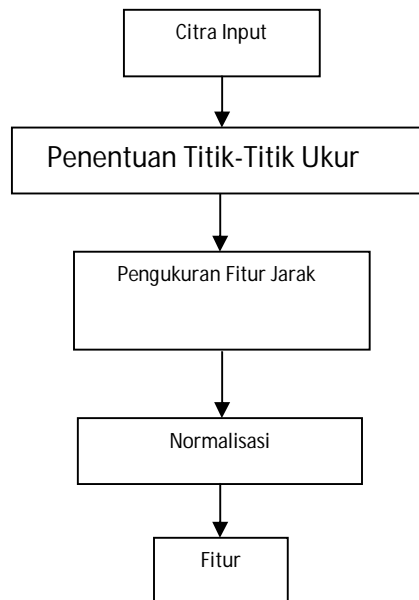 Citra Input
Penentuan Titik-Titik Ukur
Pengukuran Fitur Jarak
Normalisasi
Fitur